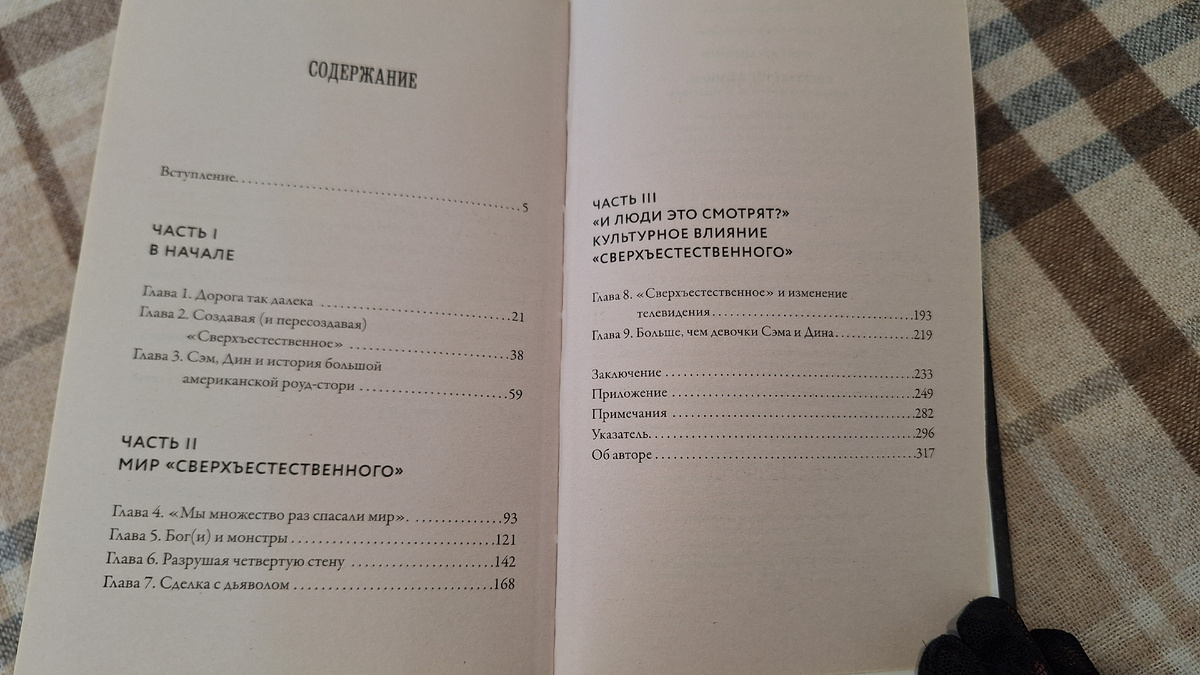 СОДЕРЖАНИЕ
Вступление. . . . . . . . . . . . . . . . . . . . . . . . . . . . . . . . . . . . . . . . . . 5
ЧАСТЬ I
В НАЧАЛЕ
Глава 1. Дорога так далека . . . . . . . . . . . . . . . . . . . . . . . . . . . . 21
Глава 2. Создавая (и пересоздавая)
«Сверхъестественное» . . . . . . . . . . . . . . . . . . . . . . . 38
Глава 3. Сэм, Дин и история большой
американской роуд-стори . . . . . . . . . . . . . . . . . . . . . 59
ЧАСТЬ II
МИР «СВЕРХЪЕСТЕСТВЕННОГО»
Глава 4. «Мы множество раз спасали мир». . . . . . . . . . . . . . 93
Глава 5. Бог(и) и монстры . . . . . . . . . . . . . . . . . . . . . . . . . . . . . 121
Глава 6. Разрушая четвертую стену . . . . . . . . . . . . . . . . . . . . 142
Глава 7. Сделка с дьяволом . . . . . . . . . . . . . . . . . . . . . . . . . . . 168
ЧАСТЬ III
«И ЛЮДИ ЭТО СМОТРЯТ?»
КУЛЬТУРНОЕ ВЛИЯНИЕ
«СВЕРХЪЕСТЕСТВЕННОГО»
Глава 8. «Сверхъестественное» и изменение
телевидения . . . . . . . . . . . . . . . . . . . . . . . . . . . . 193
Глава 9. Больше, чем девочки Сэма и Дина. . . . . . . . . . . . 219
Заключение . . . . . . . . . . . . . . . . . . . . . . . . . . . . . . . . . . . 233
Приложение . . . . . . . . . . . . . . . . . . . . . . . . . . . . . . . . . . 249
Примечания . . . . . . . . . . . . . . . . . . . . . . . . . . . . . . . . . . 282
Указатель. . . . . . . . . . . . . . . . . . . . . . . . . . . . . . . . . . . . . 296
Об авторе . . . . . . . . . . . . . . . . . . . . . . . . . . . . . . . . . . . . 317